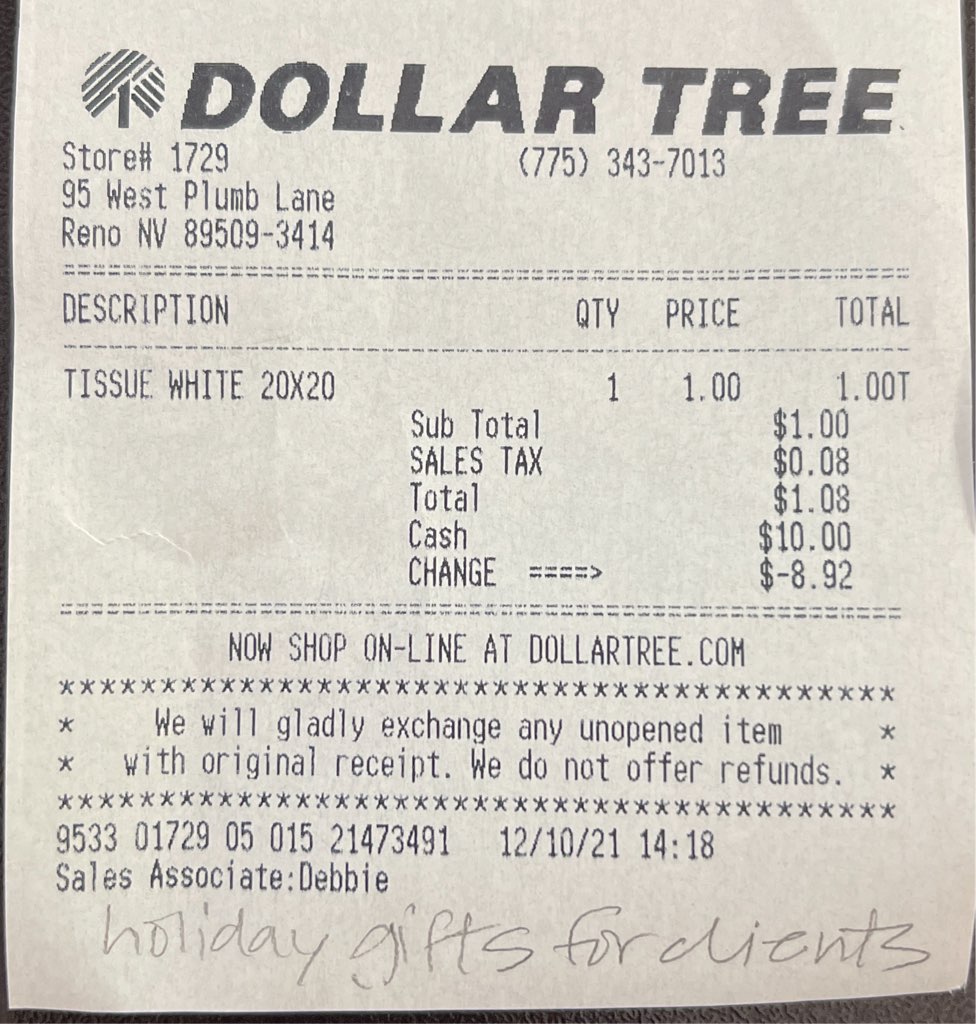 DOLLAR TREE
Store# 1729 (775) 343-7013
95 West Plumb Lane
Reno NV 89509-3414
DESCRIPTION QTY PRICE TOTAL
TISSUE WHITE 20X20 1 1.00 1.00T
Sub Total $1.00
SALES TAX $0.08
Total $1.08
Cash $10.00
CHANGE ====> $-8.92
NOW SHOP ON-LINE AT DOLLARTREE.COM
******************************************
* We will gladly exchange any unopened item *
* with original receipt. We do not offer refunds. *
******************************************
9533 01729 05 015 21473491 12/10/21 14:18
Sales Associate:Debbie
holiday gifts for clients